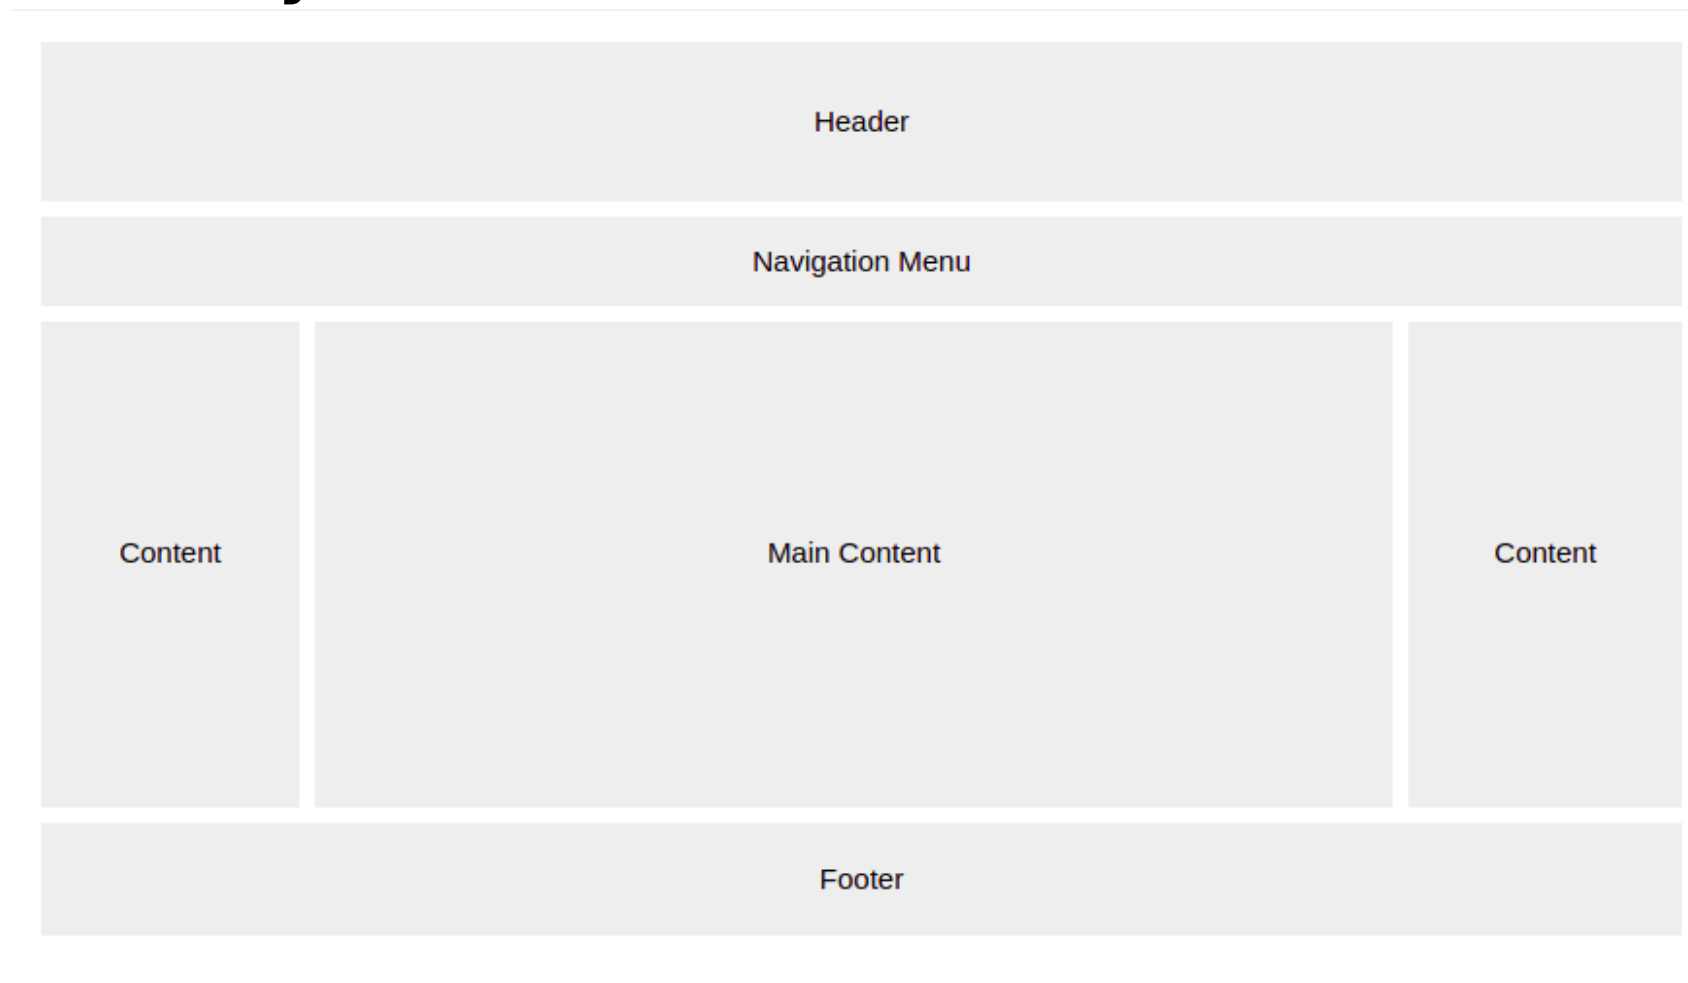 Header
Navigation Menu
Content
Main Content
Content
Footer